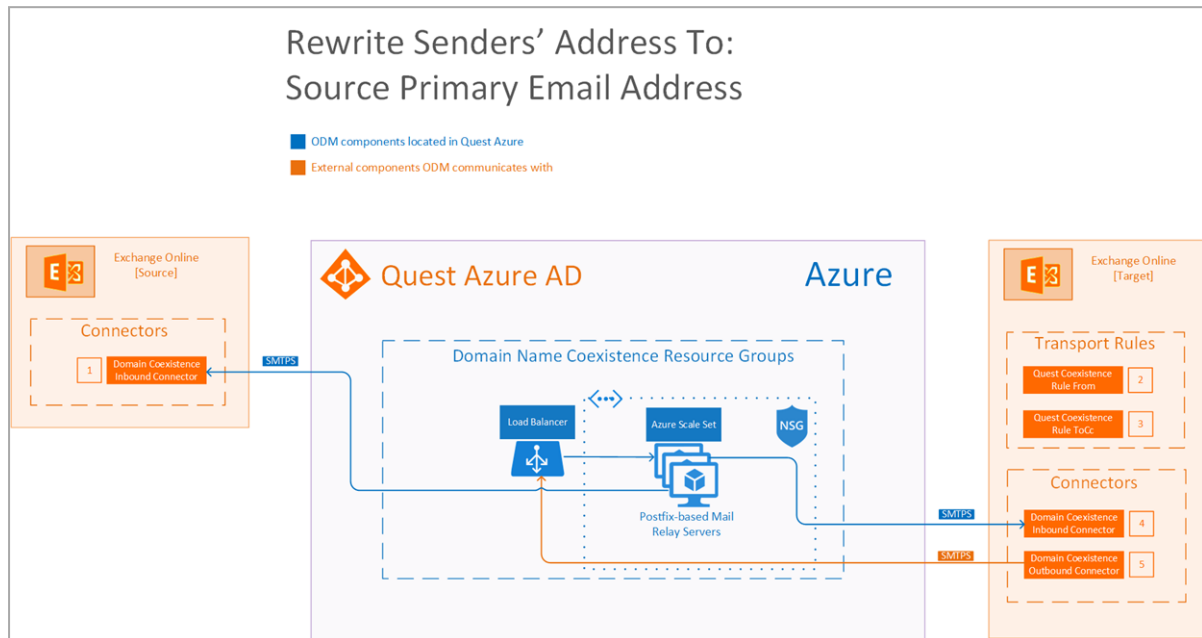 Rewrite Senders' Address To:
Source Primary Email Address
ODM components located in Quest Azure
External components ODM communicates with
Exchange Online
[Source]
Connectors
1
Domain Coexistence
Inbound Connector
SMTPS
Quest Azure AD
Azure
Domain Name Coexistence Resource Groups
Load Balancer
Azure Scale Set
NSG
Postfix-based Mail
Relay Servers
SMTPS
SMTPS
Exchange Online
[Target]
Transport Rules
Quest Coexistence
Rule From
2
Quest Coexistence
Rule ToCc
3
Connectors
Domain Coexistence
Inbound Connector
4
Domain Coexistence
Outbound Connector
5